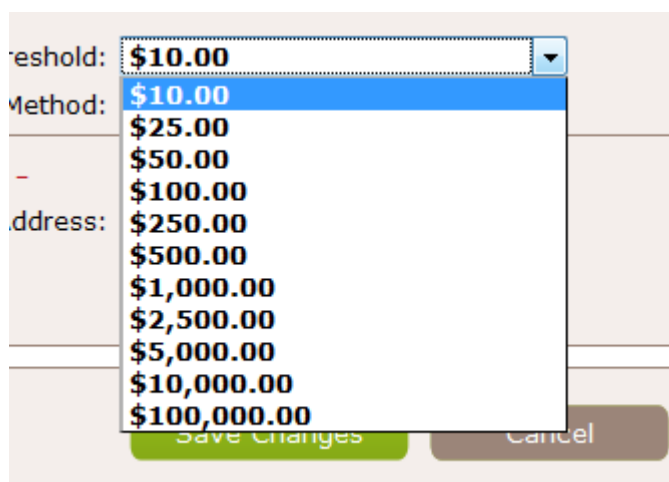 reshold: $10.00
Method: $10.00
$25.00
$50.00
$100.00
ddress: $250.00
$500.00
$1,000.00
$2,500.00
$5,000.00
$10,000.00
$100,000.00
Save Changes Cancel